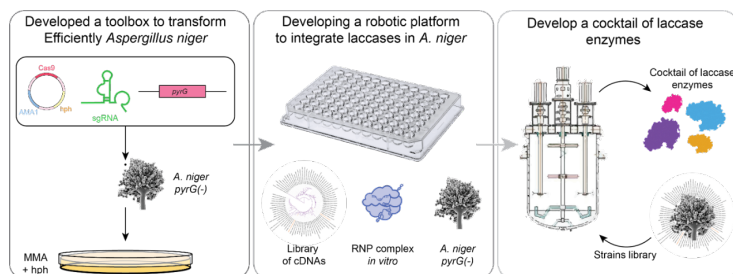 Developed a toolbox to transform
Efficiently Aspergillus niger
Cas9
AMA1
hph
sgRNA
pyrG
A. niger
pyrG(-)
MMA
+ hph
Developing a robotic platform
to integrate laccases in A. niger
Library
of cDNAs
RNP complex
in vitro
A. niger
pyrG(-)
Develop a cocktail of laccase
enzymes
Cocktail of laccase
enzymes
Strains library